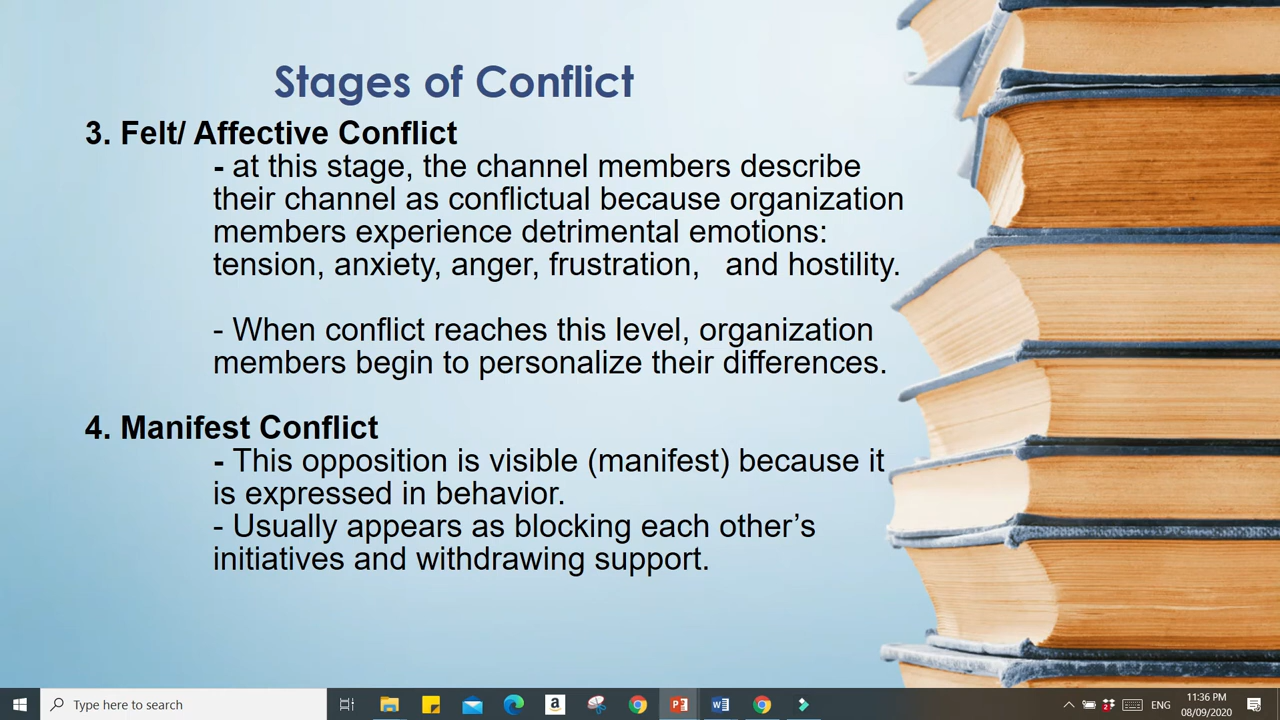 Stages of Conflict
3. Felt/ Affective Conflict
- at this stage, the channel members describe
their channel as conflictual because organization
members experience detrimental emotions:
tension, anxiety, anger, frustration,   and hostility.
- When conflict reaches this level, organization
members begin to personalize their differences.
4. Manifest Conflict
- This opposition is visible (manifest) because it
is expressed in behavior.
- Usually appears as blocking each other’s
initiatives and withdrawing support.
Type here to search
a
ENG
11:36 PM
08/09/2020